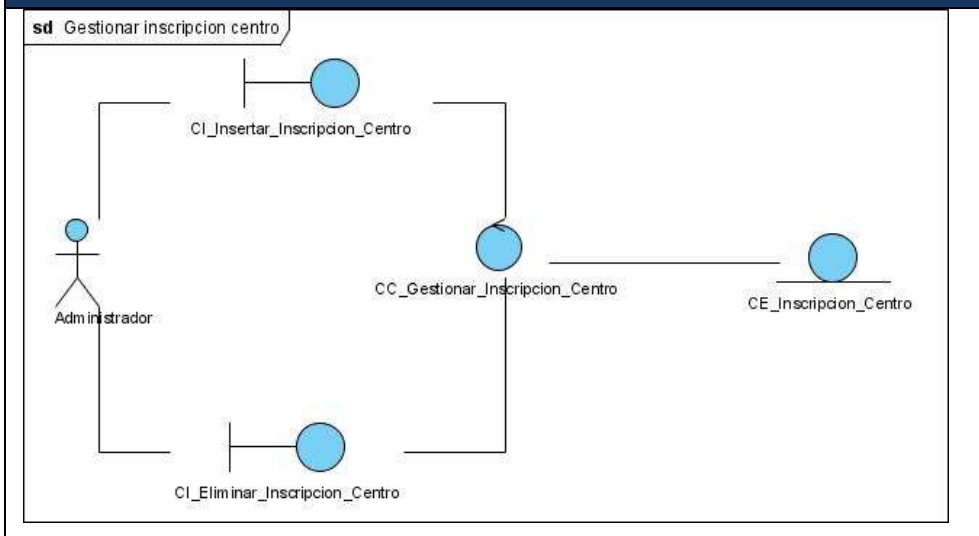 sd Gestionar inscripcion centro
CI_Insertar_Inscripcion_Centro
Administrador
CC_Gestionar_Inscripcion_Centro
CE_Inscripcion_Centro
CI_Eliminar_Inscripcion_Centro